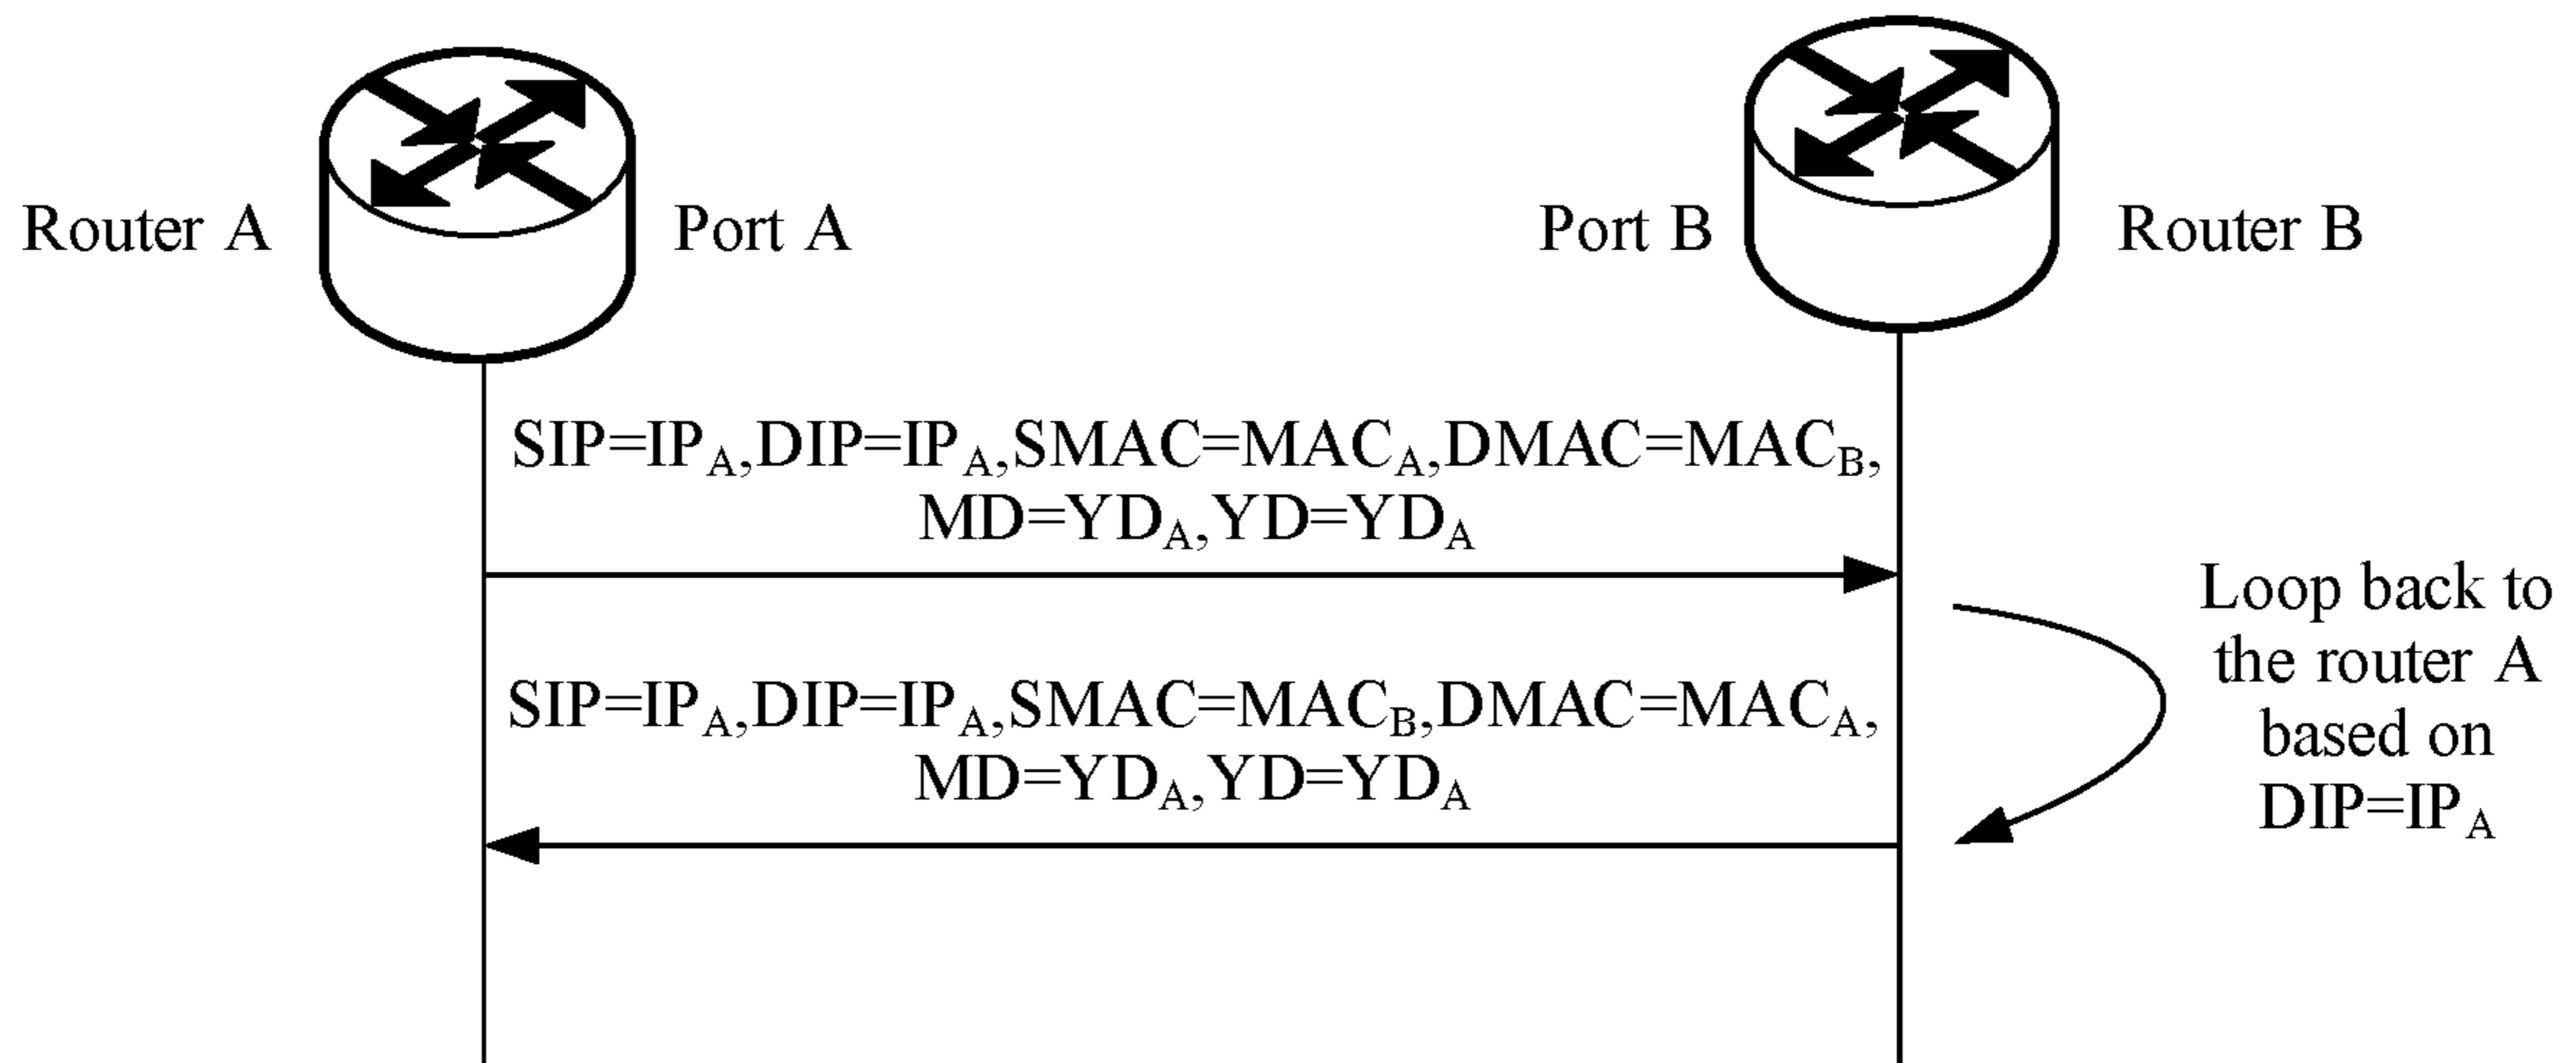 Router A
Port A
Port B
Router B
SIP=IPA,DIP=IPA,SMAC=MACA,DMAC=MACB,
MD=YDA,YD=YDA
Loop back to
the router A
based on
DIP=IPA
SIP=IPA,DIP=IPA,SMAC=MACB,DMAC=MACA,
MD=YDA,YD=YDA